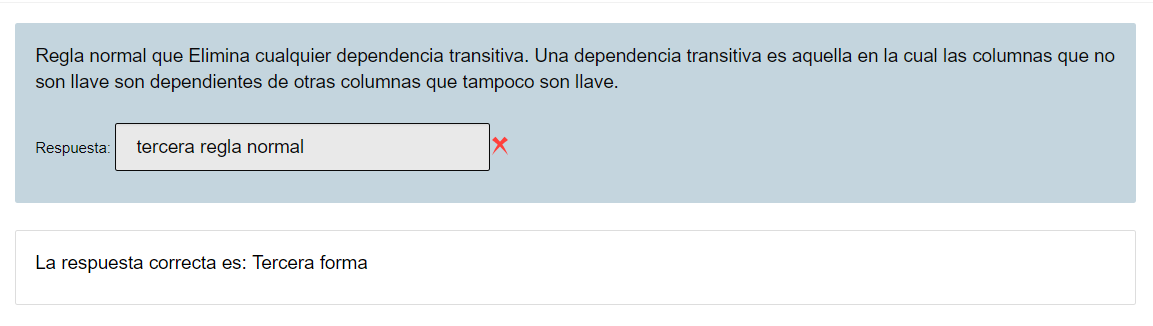 Regla normal que Elimina cualquier dependencia transitiva. Una dependencia transitiva es aquella en la cual las columnas que no
son llave son dependientes de otras columnas que tampoco son llave.
Respuesta: tercera regla normal
La respuesta correcta es: Tercera forma